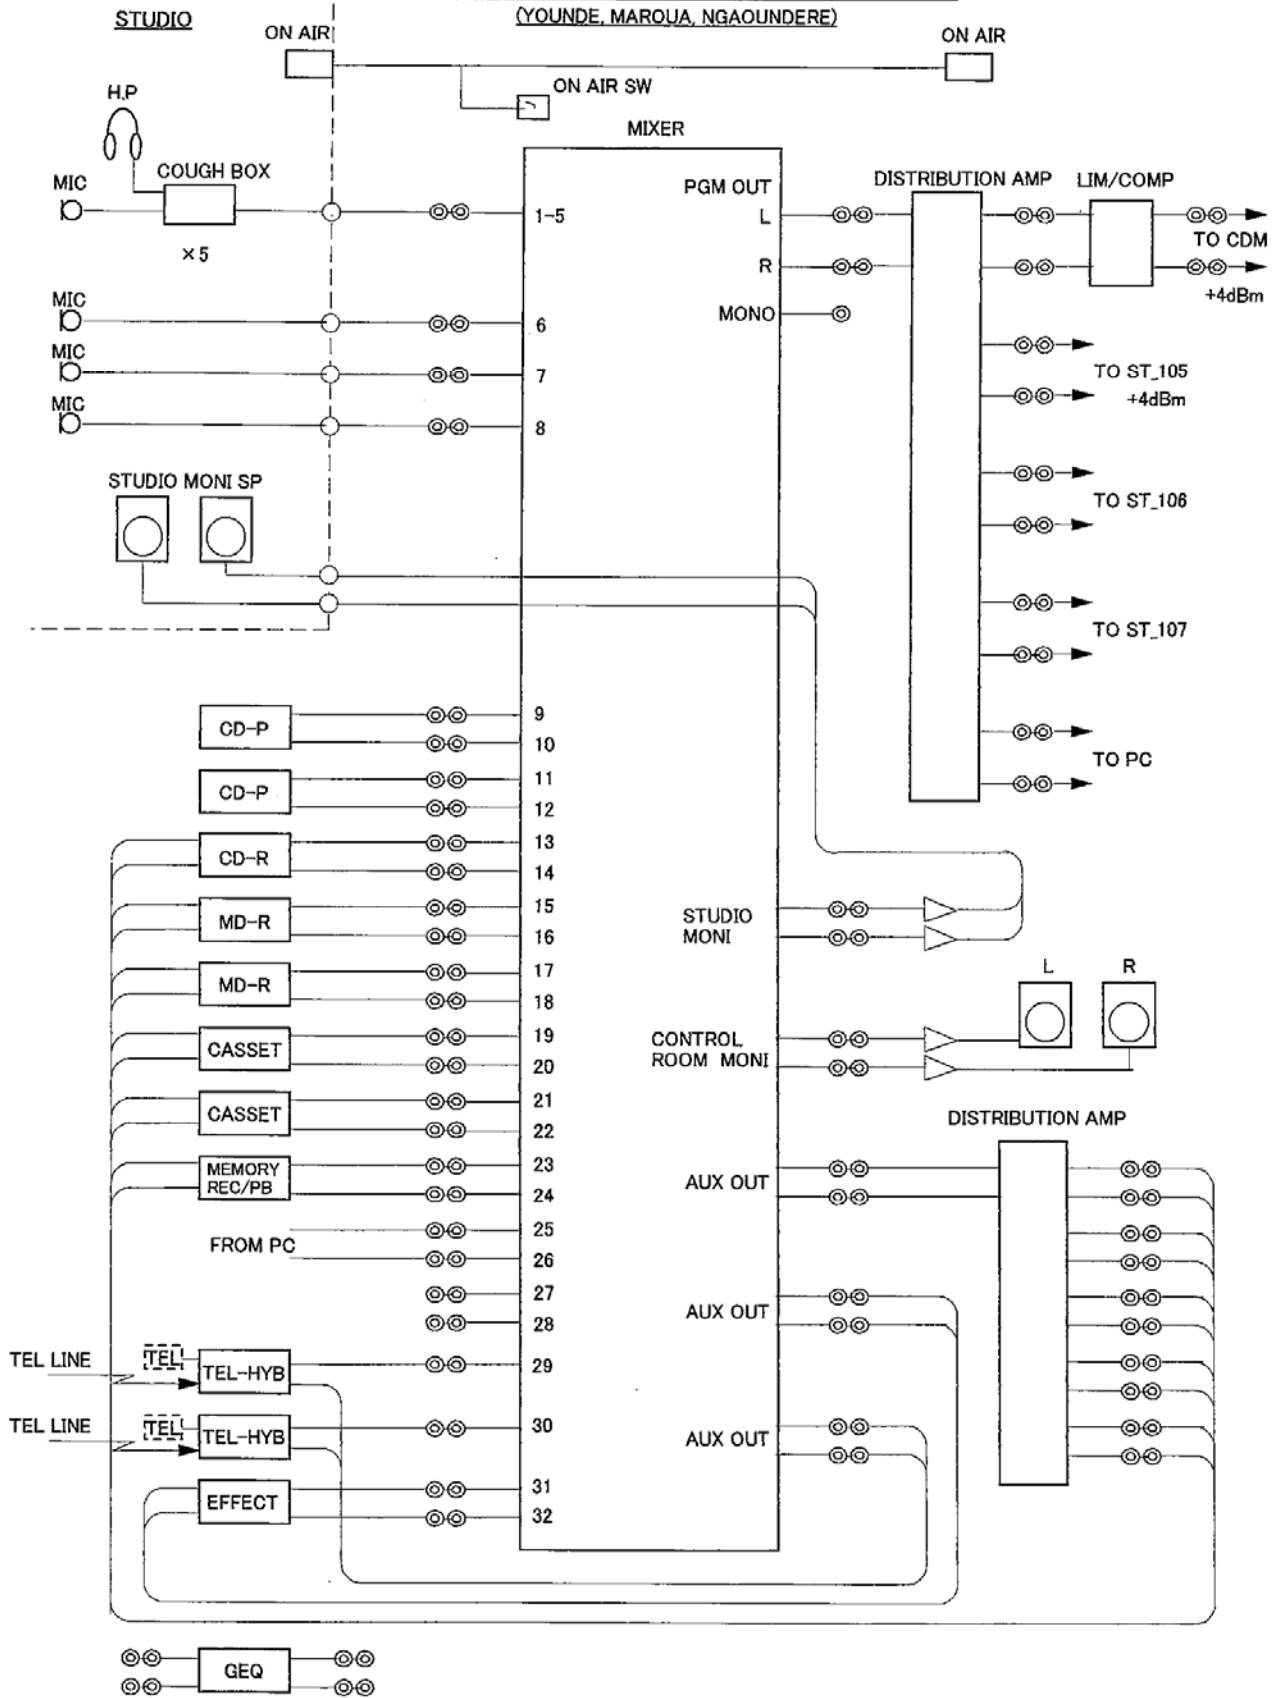 STUDIO
(YOUNDE, MAROUA, NGAOUNDERE)
ON AIR
ON AIR
ON AIR SW
H.P
MIXER
MIC
COUGH BOX
×5
1-5
PGM OUT
L
R
MONO
DISTRIBUTION AMP
LIM/COMP
TO CDM
+4dBm
MIC
6
MIC
7
MIC
8
TO ST_105
+4dBm
STUDIO MONI SP
TO ST_106
TO ST_107
TO PC
CD-P
9
10
CD-P
11
12
CD-R
13
14
MD-R
15
16
MD-R
17
18
CASSET
19
20
CASSET
21
22
MEMORY
REC/PB
23
24
FROM PC
25
26
27
28
TEL LINE
TEL
TEL-HYB
29
TEL LINE
TEL
TEL-HYB
30
EFFECT
31
32
STUDIO
MONI
CONTROL
ROOM MONI
L
R
DISTRIBUTION AMP
AUX OUT
AUX OUT
AUX OUT
GEQ